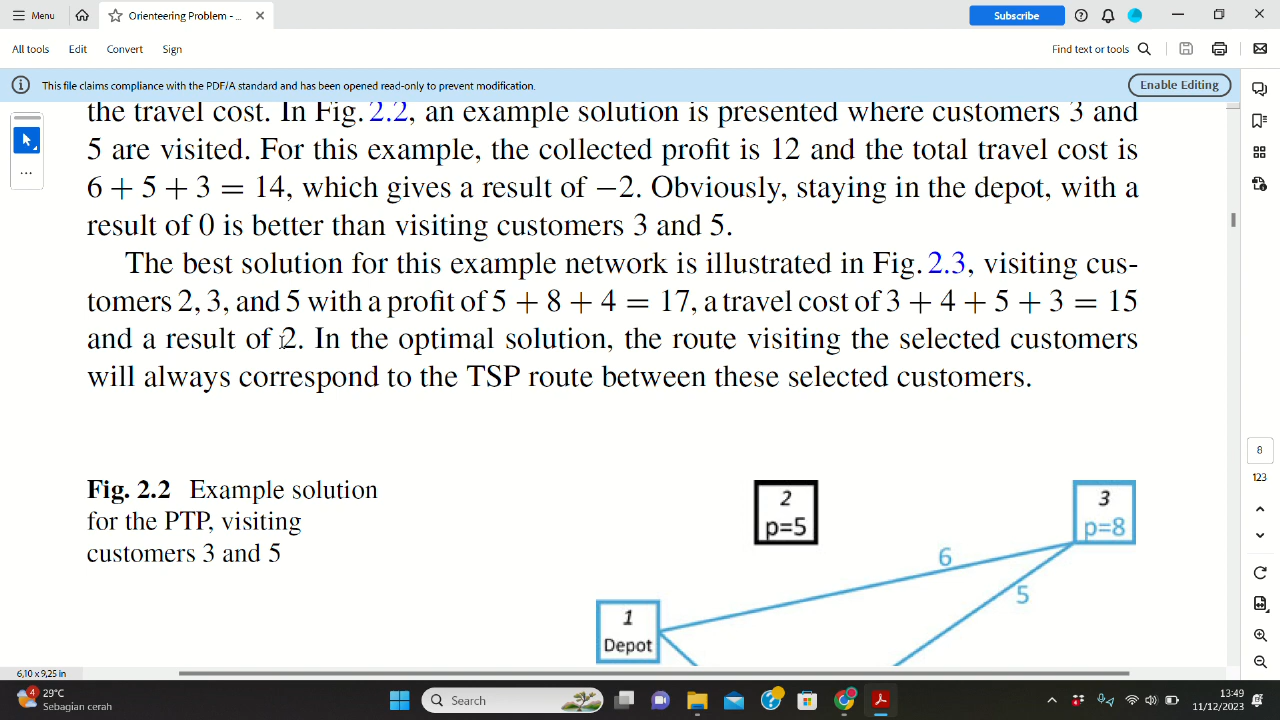 Menu
Orienteering Problem - ...
Subscribe
All tools Edit Convert Sign
Find text or tools
This file claims compliance with the PDF/A standard and has been opened read-only to prevent modification.
Enable Editing
the travel cost. In Fig. 2.2, an example solution is presented where customers 3 and
5 are visited. For this example, the collected profit is 12 and the total travel cost is
6 + 5 + 3 = 14, which gives a result of −2. Obviously, staying in the depot, with a
result of 0 is better than visiting customers 3 and 5.
The best solution for this example network is illustrated in Fig. 2.3, visiting cus-
tomers 2, 3, and 5 with a profit of 5 + 8 + 4 = 17, a travel cost of 3 + 4 + 5 + 3 = 15
and a result of 2. In the optimal solution, the route visiting the selected customers
will always correspond to the TSP route between these selected customers.
Fig. 2.2 Example solution
for the PTP, visiting
customers 3 and 5
2
p=5
3
p=8
6
5
1
Depot
8
123
6,10 x 9,25 in
4
29°C
Sebagian cerah
Search
13:49
11/12/2023